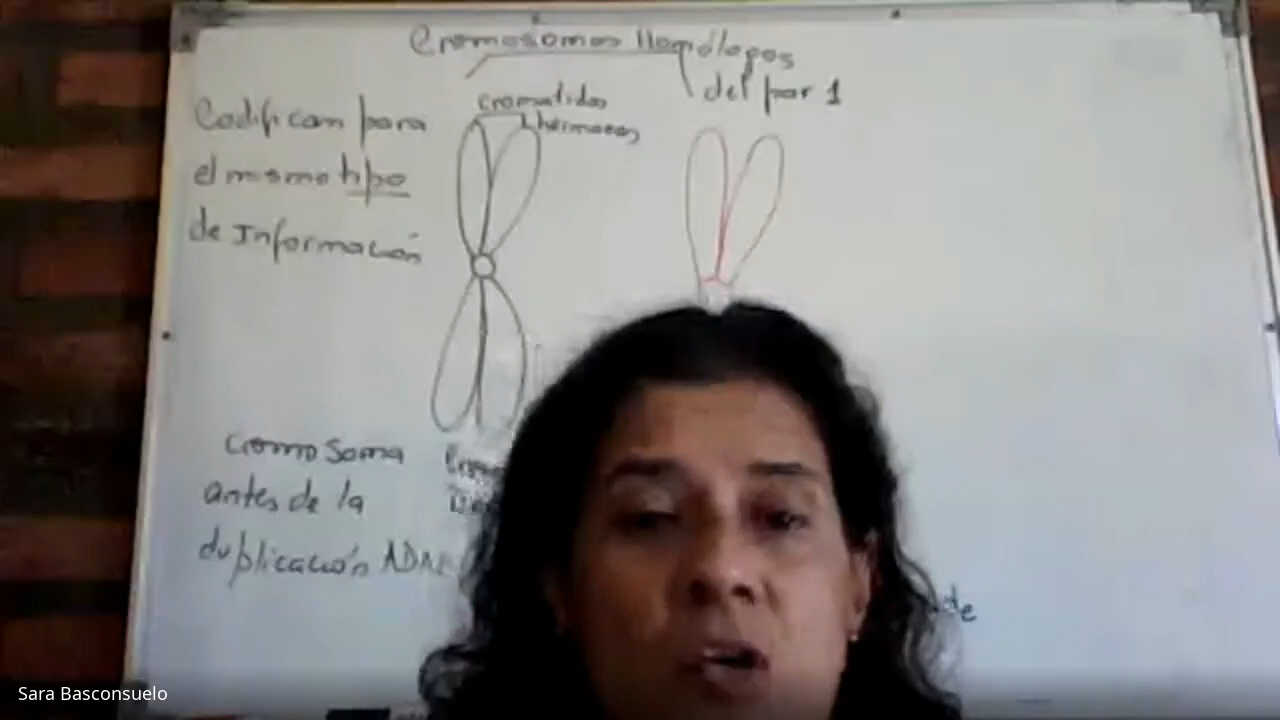 Cromosomas Homólogos
del par 1
cromatidas
hermanas
Codifican para
el mismo tipo
de Información
cromosoma
antes de la
duplicación ADN
de
Sara Basconsuelo